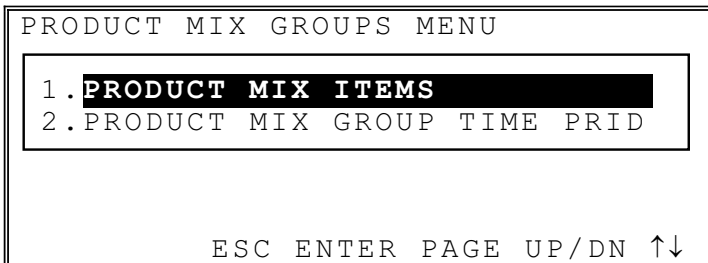 PRODUCT MIX GROUPS MENU
1.PRODUCT MIX ITEMS
2.PRODUCT MIX GROUP TIME PRID
ESC ENTER PAGE UP/DN ↑↓